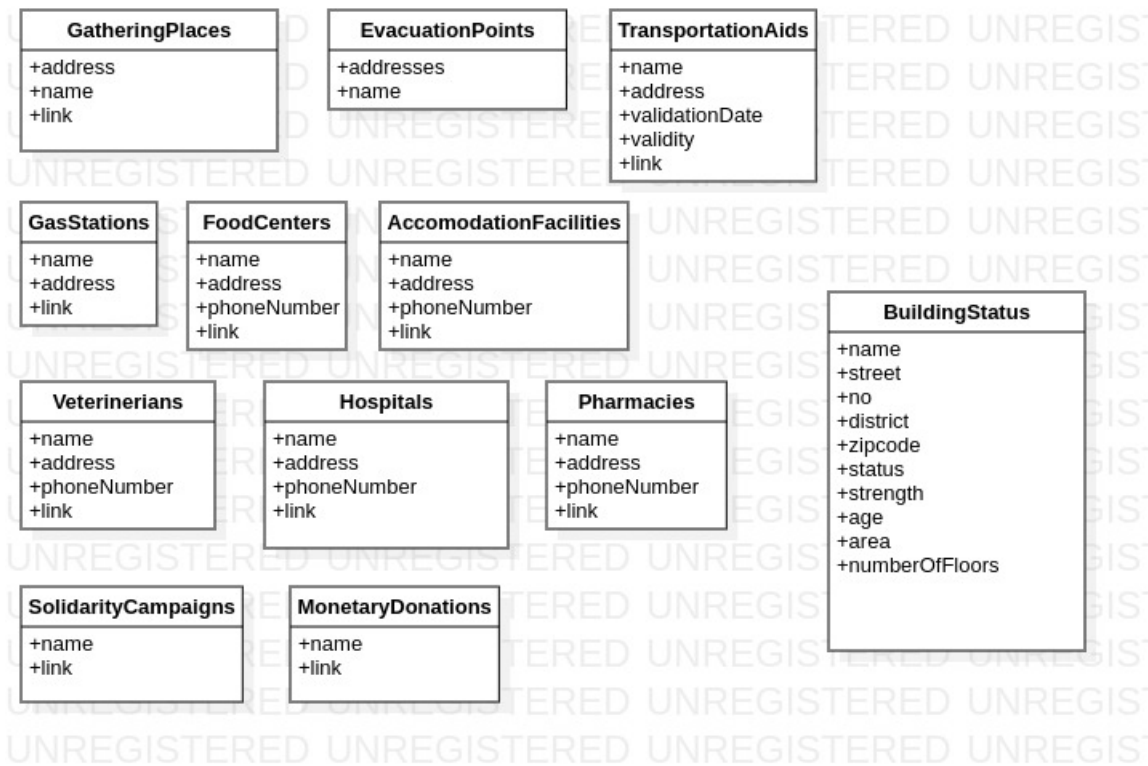 GatheringPlaces
+address
+name
+link
EvacuationPoints
+addresses
+name
TransportationAids
+name
+address
+validationDate
+validity
+link
GasStations
+name
+address
+link
FoodCenters
+name
+address
+phoneNumber
+link
AccomodationFacilities
+name
+address
+phoneNumber
+link
BuildingStatus
+name
+street
+no
+district
+zipcode
+status
+strength
+age
+area
+numberOfFloors
Veterinerians
+name
+address
+phoneNumber
+link
Hospitals
+name
+address
+phoneNumber
+link
Pharmacies
+name
+address
+phoneNumber
+link
SolidarityCampaigns
+name
+link
MonetaryDonations
+name
+link
UNREGISTERED UNREGISTERED UNREGISTERED UNREGIS